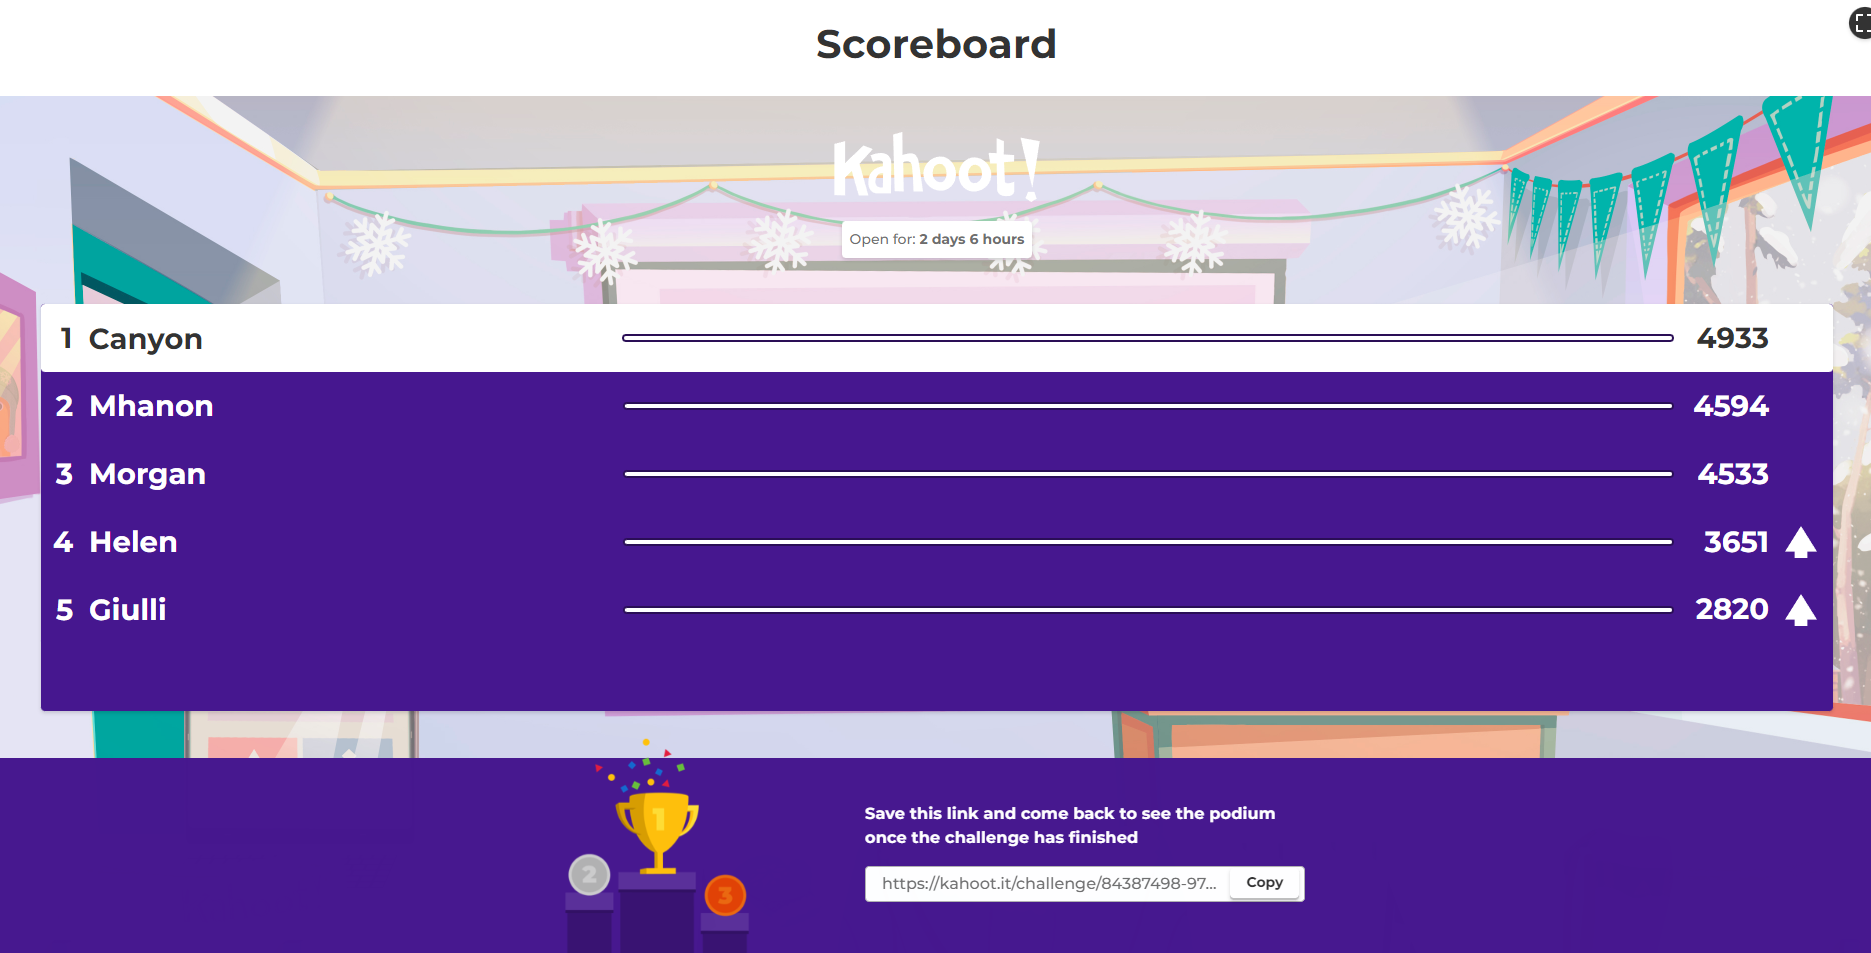 Scoreboard
Kahoot!
Open for: 2 days 6 hours
1 Canyon 4933
2 Mhanon 4594
3 Morgan 4533
4 Helen 3651
5 Giulli 2820
1
2
3
Save this link and come back to see the podium
once the challenge has finished
https://kahoot.it/challenge/84387498-97... Copy